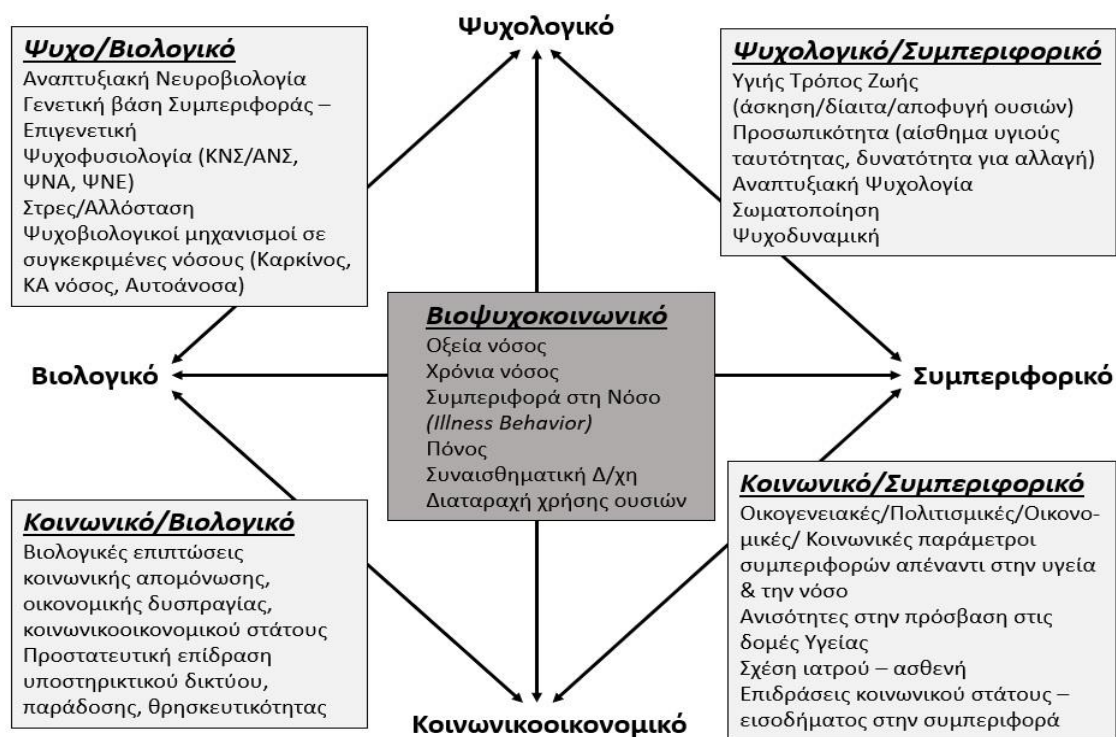 Ψυχολογικό
Ψυχο/Βιολογικό
Αναπτυξιακή Νευροβιολογία
Γενετική βάση Συμπεριφοράς –
Επιγενετική
Ψυχοφυσιολογία (ΚΝΣ/ΑΝΣ,
ΨΝΑ, ΨΝΕ)
Στρες/Αλλόσταση
Ψυχοβιολογικοί μηχανισμοί σε
συγκεκριμένες νόσους (Καρκίνος,
ΚΑ νόσος, Αυτοάνοσα)
Ψυχολογικό/Συμπεριφορικό
Υγιής Τρόπος Ζωής
(άσκηση/δίαιτα/αποφυγή ουσιών)
Προσωπικότητα (αίσθημα υγιούς
ταυτότητας, δυνατότητα για αλλαγή)
Αναπτυξιακή Ψυχολογία
Σωματοποίηση
Ψυχοδυναμική
Βιολογικό
Βιοψυχοκοινωνικό
Οξεία νόσος
Χρόνια νόσος
Συμπεριφορά στη Νόσο
(Illness Behavior)
Πόνος
Συναισθηματική Δ/χη
Διαταραχή χρήσης ουσιών
Συμπεριφορικό
Κοινωνικό/Βιολογικό
Βιολογικές επιπτώσεις
κοινωνικής απομόνωσης,
οικονομικής δυσπραγίας,
κοινωνικοοικονομικού στάτους
Προστατευτική επίδραση
υποστηρικτικού δικτύου,
παράδοσης, θρησκευτικότητας
Κοινωνικό/Συμπεριφορικό
Οικογενειακές/Πολιτισμικές/Οικονο-
μικές/ Κοινωνικές παράμετροι
συμπεριφορών απέναντι στην υγεία
& την νόσο
Ανισότητες στην πρόσβαση στις
δομές Υγείας
Σχέση ιατρού – ασθενή
Επιδράσεις κοινωνικού στάτους –
εισοδήματος στην συμπεριφορά
Κοινωνικοοικονομικό